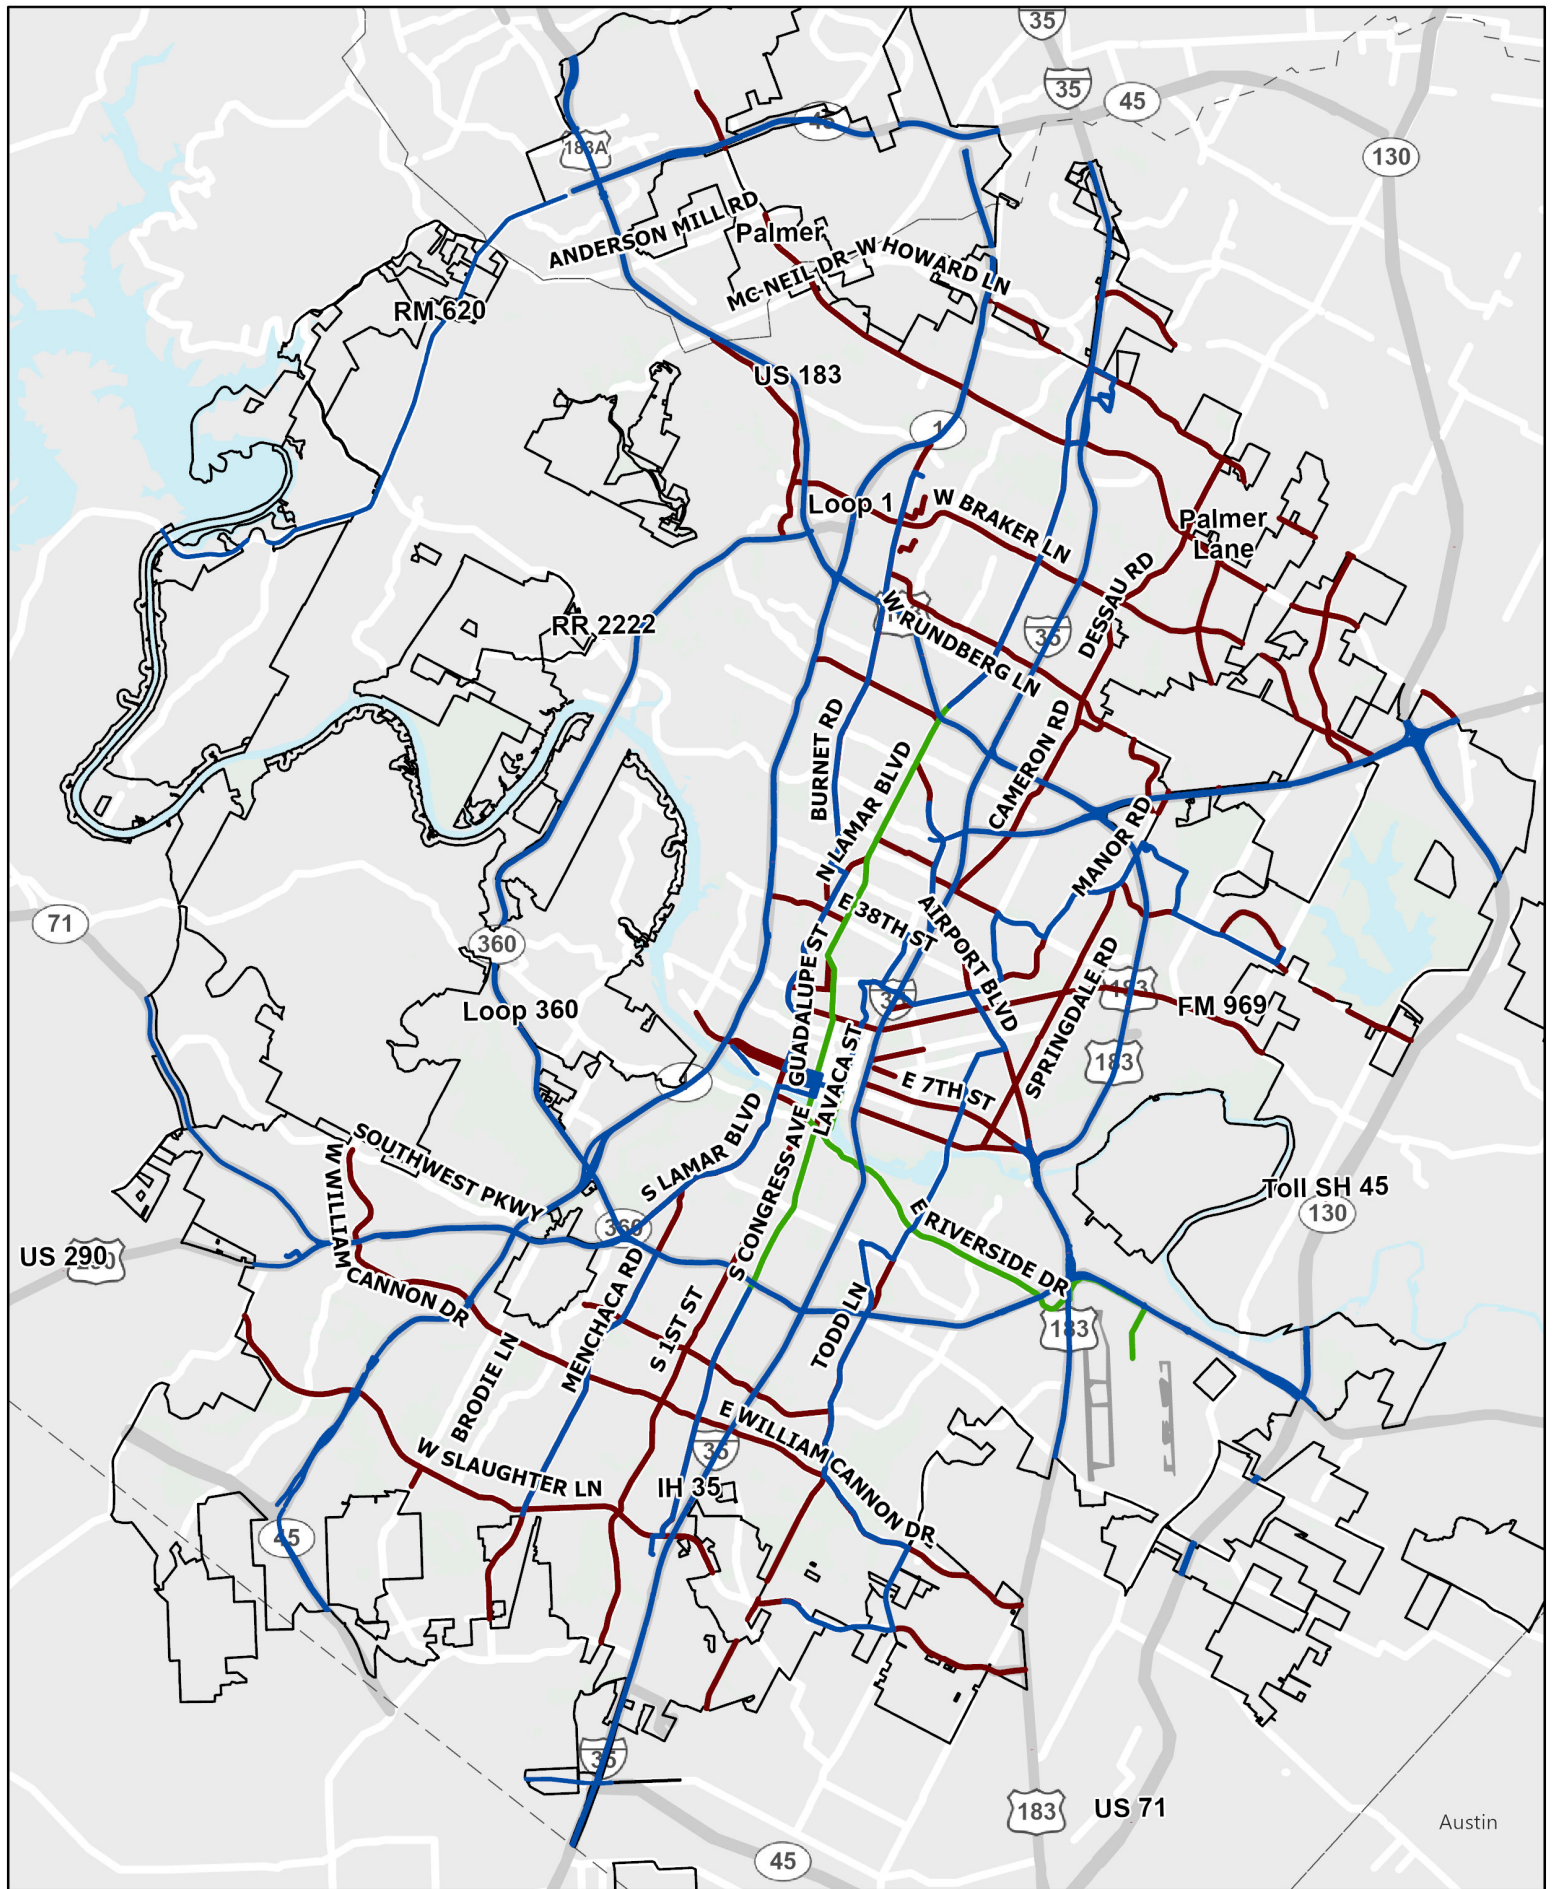 35
35
45
45
183A
130
ANDERSON MILL RD
Palmer
MC NEIL DR-W HOWARD LN
RM 620
US 183
1
Loop 1
W BRAKER LN
Palmer
Lane
DESSAU RD
W RUNDBERG LN
35
RR 2222
BURNET RD
CAMERON RD
N LAMAR BLVD
MANOR RD
71
360
E 38TH ST
AIRPORT BLVD
GUADALUPE ST
SPRINGDALE RD
183
35
FM 969
Loop 360
LAVACA ST
183
1
E 7TH ST
SOUTHWEST PKWY
S LAMAR BLVD
S CONGRESS AVE
W WILLIAM CANNON DR
360
E RIVERSIDE DR
Toll SH 45
130
US 290
MENCHACA RD
S 1ST ST
TODD LN
183
BRODIE LN
E WILLIAM CANNON DR
W SLAUGHTER LN
35
IH 35
45
35
183
US 71
Austin
45